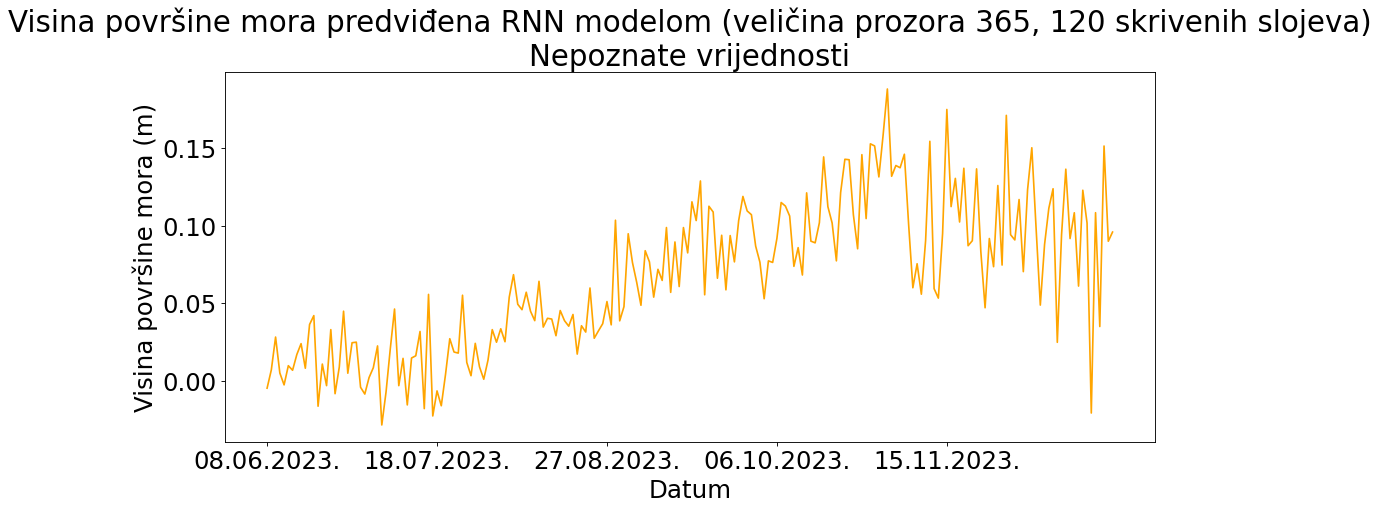 Visina površine mora predviđena RNN modelom (veličina prozora 365, 120 skrivenih slojeva)
Nepoznate vrijednosti
Visina površine mora (m)
0.15
0.10
0.05
0.00
08.06.2023. 18.07.2023. 27.08.2023. 06.10.2023. 15.11.2023.
Datum